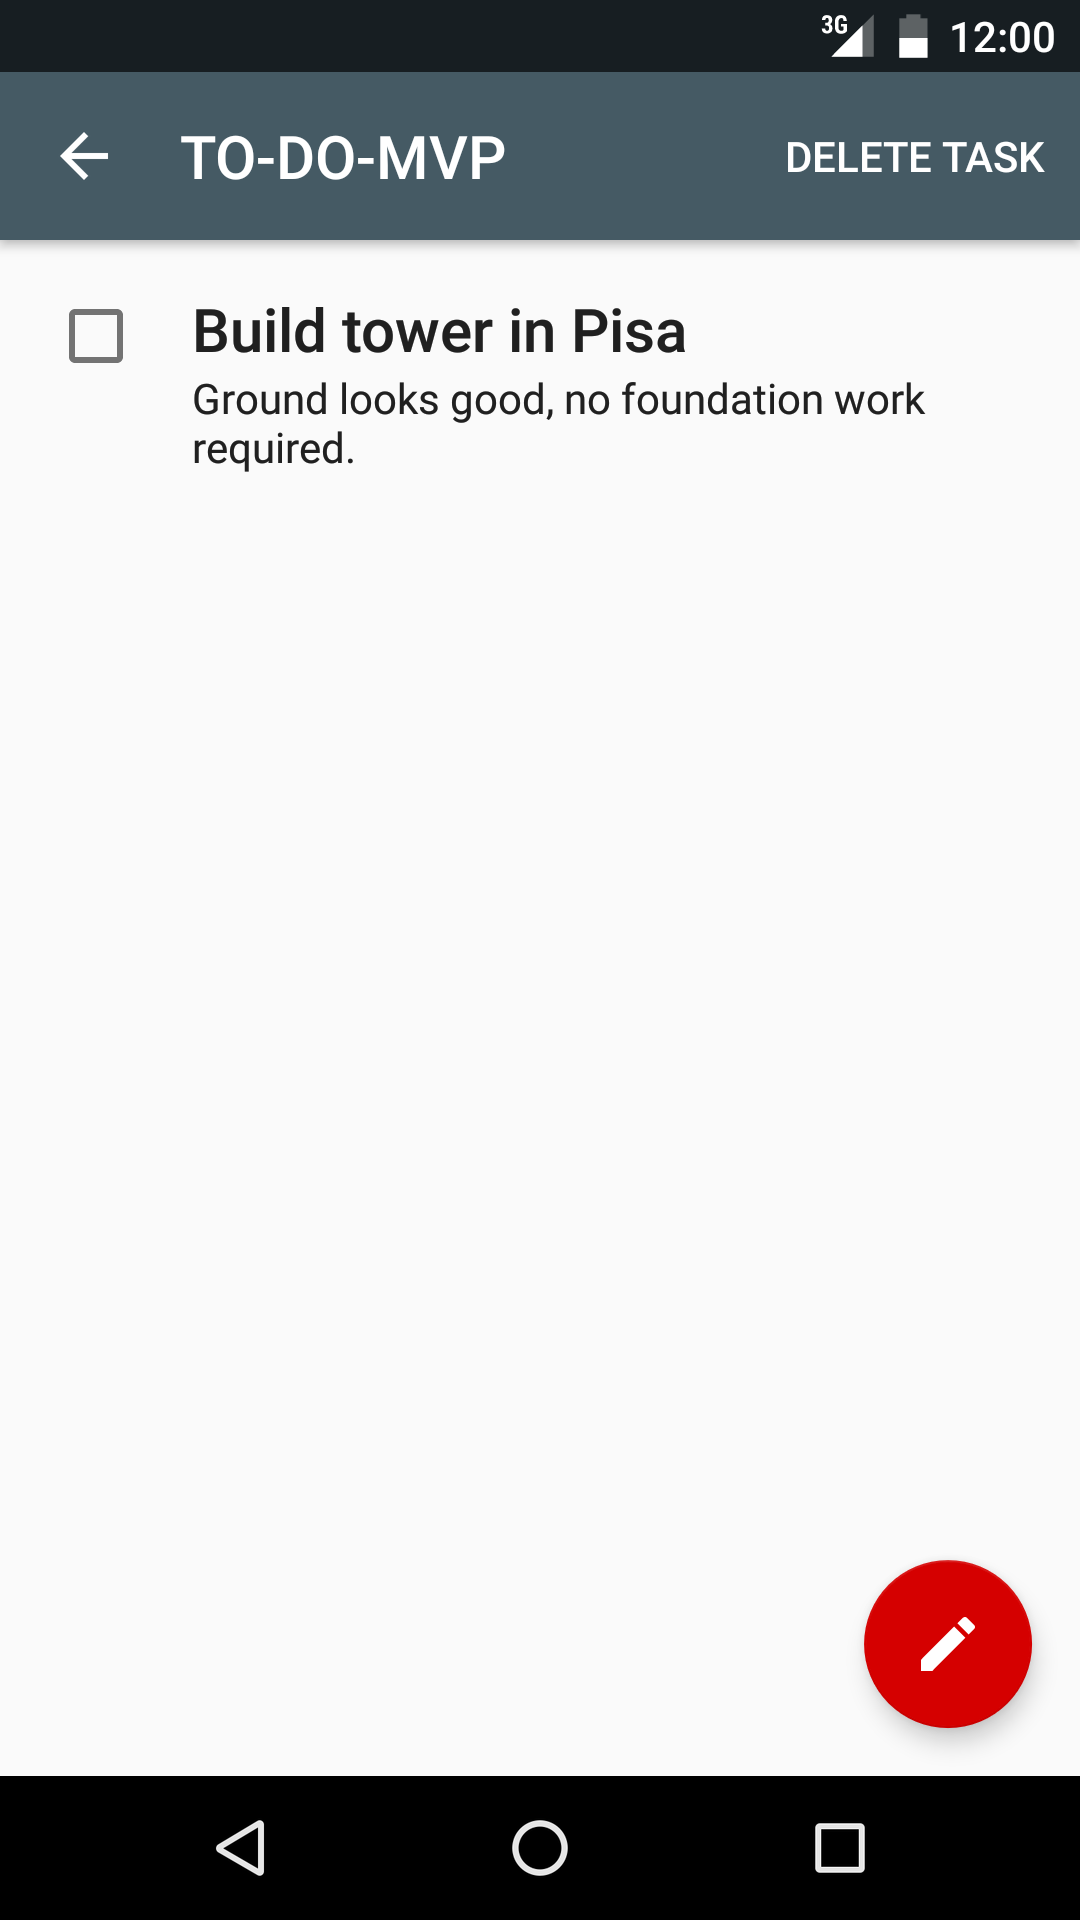 3G 12:00
TO-DO-MVP DELETE TASK
Build tower in Pisa
Ground looks good, no foundation work
required.